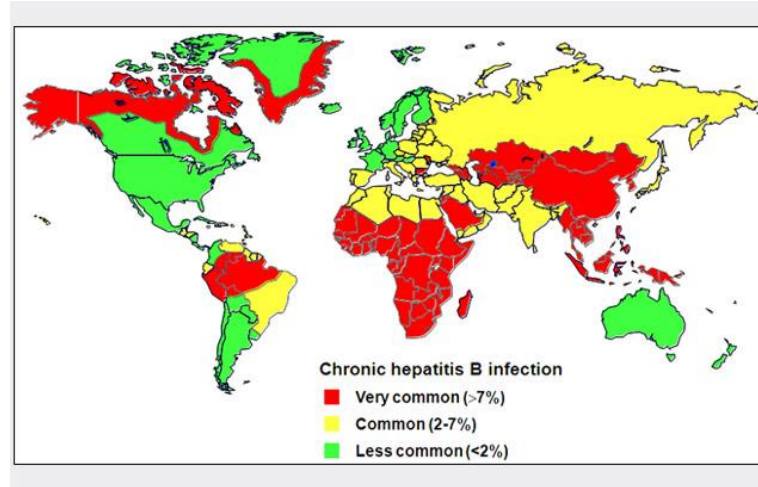 Chronic hepatitis B infection
Very common (>7%)
Common (2-7%)
Less common (<2%)